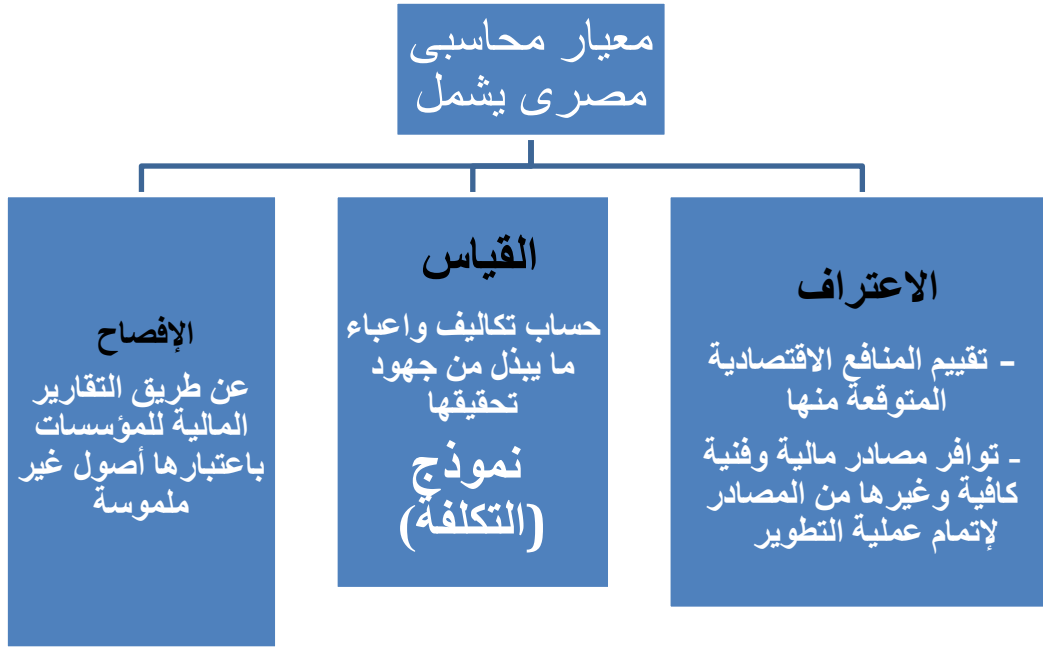 معيار محاسبى
مصرى يشمل
الاعتراف
- تقييم المنافع الاقتصادية
المتوقعة منها
- توافر مصادر مالية وفنية
كافية وغيرها من المصادر
لإتمام عملية التطوير
القياس
حساب تكاليف واعباء
ما يبذل من جهود
تحقيقها
نموذج
(التكلفة)
الإفصاح
عن طريق التقارير
المالية للمؤسسات
باعتبارها أصول غير
ملموسة